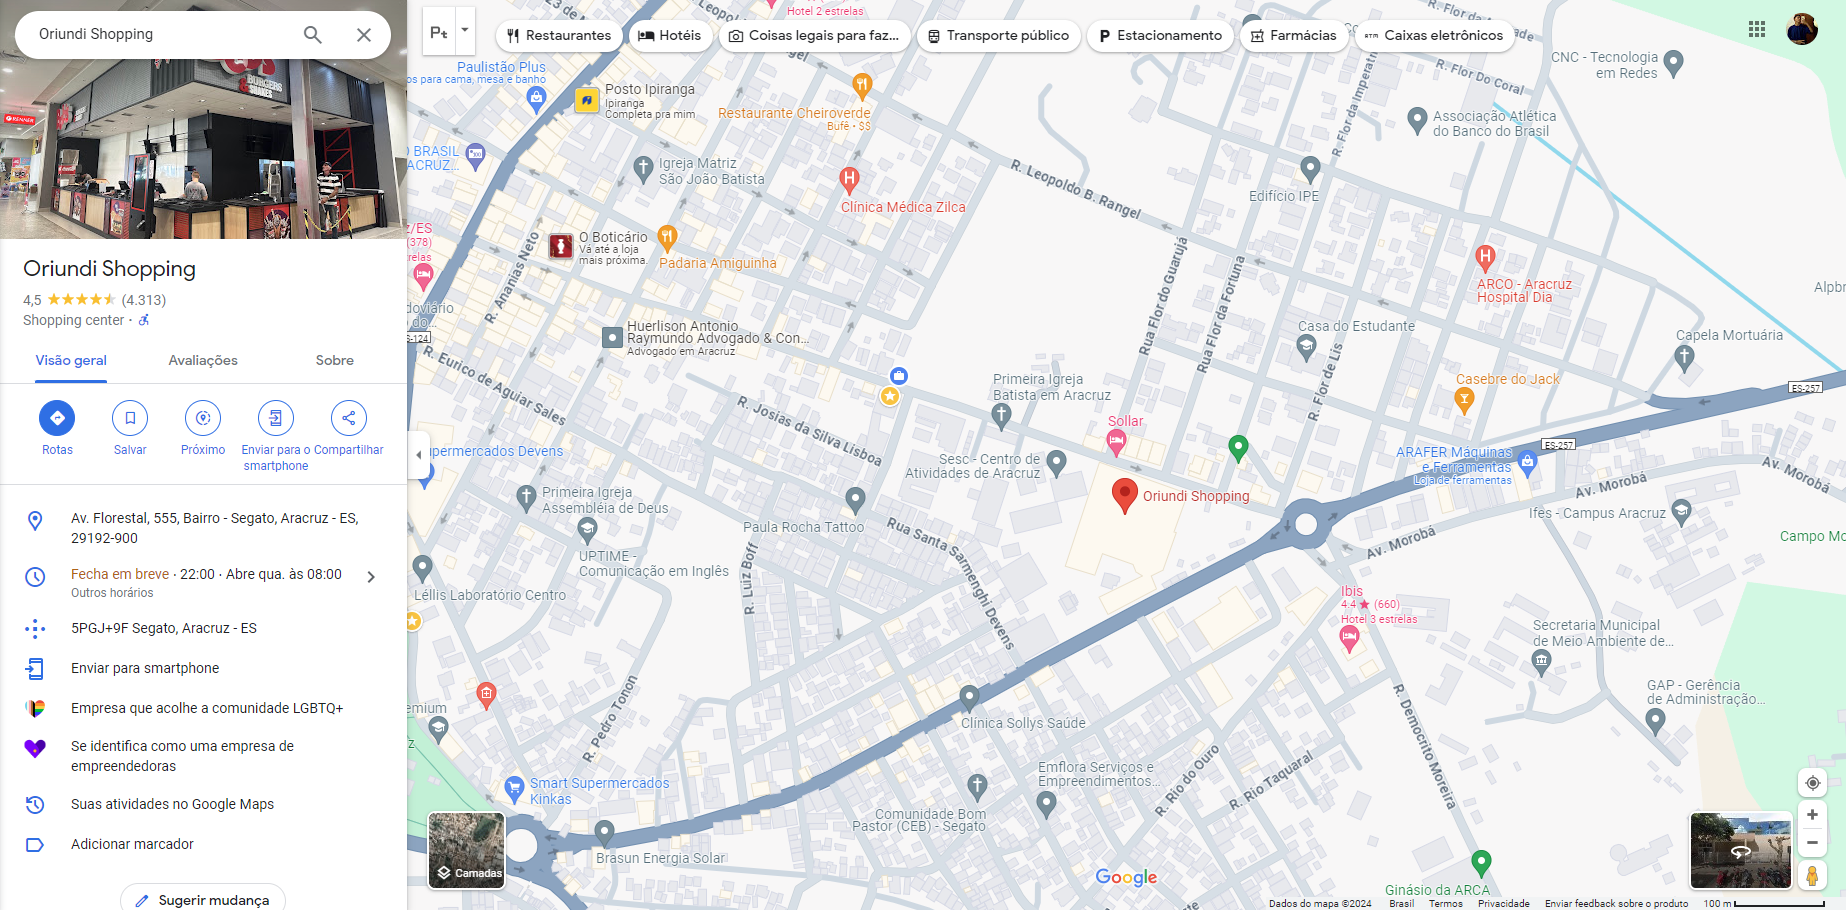 Oriundi Shopping
BURGERS
& SHAKES
RENNER
Oriundi Shopping
4,5 (4.313)
Shopping center ·
Visão geral
Avaliações
Sobre
Rotas
Salvar
Próximo
Enviar para o smartphone
Compartilhar
Av. Florestal, 555, Bairro - Segato, Aracruz - ES,
29192-900
Fecha em breve · 22:00 · Abre qua. às 08:00
Outros horários
5PGJ+9F Segato, Aracruz - ES
Enviar para smartphone
Empresa que acolhe a comunidade LGBTQ+
Se identifica como uma empresa de
empreendedoras
Suas atividades no Google Maps
Adicionar marcador
Sugerir mudança
Restaurantes
Hotéis
Coisas legais para faz...
Transporte público
Estacionamento
Farmácias
ATM Caixas eletrônicos
Hotel 2 estrelas
Paulistão Plus
os para cama, mesa e banho
Posto Ipiranga
Ipiranga
Completa pra mim
Restaurante Cheiroverde
Bufê · $$
CNC - Tecnologia
em Redes
R. Flor Do Coral
R. Flor da Imperatri
Associação Atlética
do Banco do Brasil
O BRASIL
ACRUZ...
Igreja Matriz
São João Batista
Clínica Médica Zilca
R. Leopoldo B. Rangel
Edifício IPE
z/ES
(378)
relas
O Boticário
Vá até a loja
mais próxima.
Padaria Amiguinha
R. Ananias Neto
Rua Flor do Guarujá
Rua Flor da Fortuna
ARCO - Aracruz
Hospital Dia
Alpbr
doviário
do...
S-124
Huerlison Antonio
Raymundo Advogado & Con...
Advogado em Aracruz
Casa do Estudante
Capela Mortuária
R. Eurico de Aguiar Sales
Primeira Igreja
Batista em Aracruz
R. Flor de Lis
Casebre do Jack
ES-257
R. Josias da Silva Lisboa
Sollar
ES-257
upermercados Devens
Sesc - Centro de
Atividades de Aracruz
ARAFER Máquinas
e Ferramentas
Loja de ferramentas
Av. Morobá
Av. Morobá
Primeira Igreja
Assembléia de Deus
Oriundi Shopping
Ifes - Campus Aracruz
Paula Rocha Tattoo
Rua Santa Sarmenghi Devens
Av. Morobá
Campo Mo
UPTIME -
Comunicação em Inglês
R. Luiz Boff
Léllis Laboratório Centro
Ibis
4.4 (660)
Hotel 3 estrelas
Secretaria Municipal
de Meio Ambiente de...
R. Pedro Tonon
emium
z
Clínica Sollys Saúde
R. Democrito Moreira
GAP - Gerência
de Administração...
Smart Supermercados
Kinkas
Emflora Serviços e
Empreendimentos...
R. Rio do Ouro
R. Rio Taquaral
Comunidade Bom
Pastor (CEB) - Segato
Brasun Energia Solar
Camadas
Google
Ginásio da ARCA
Dados do mapa ©2024 Brasil Termos Privacidade Enviar feedback sobre o produto 100 m